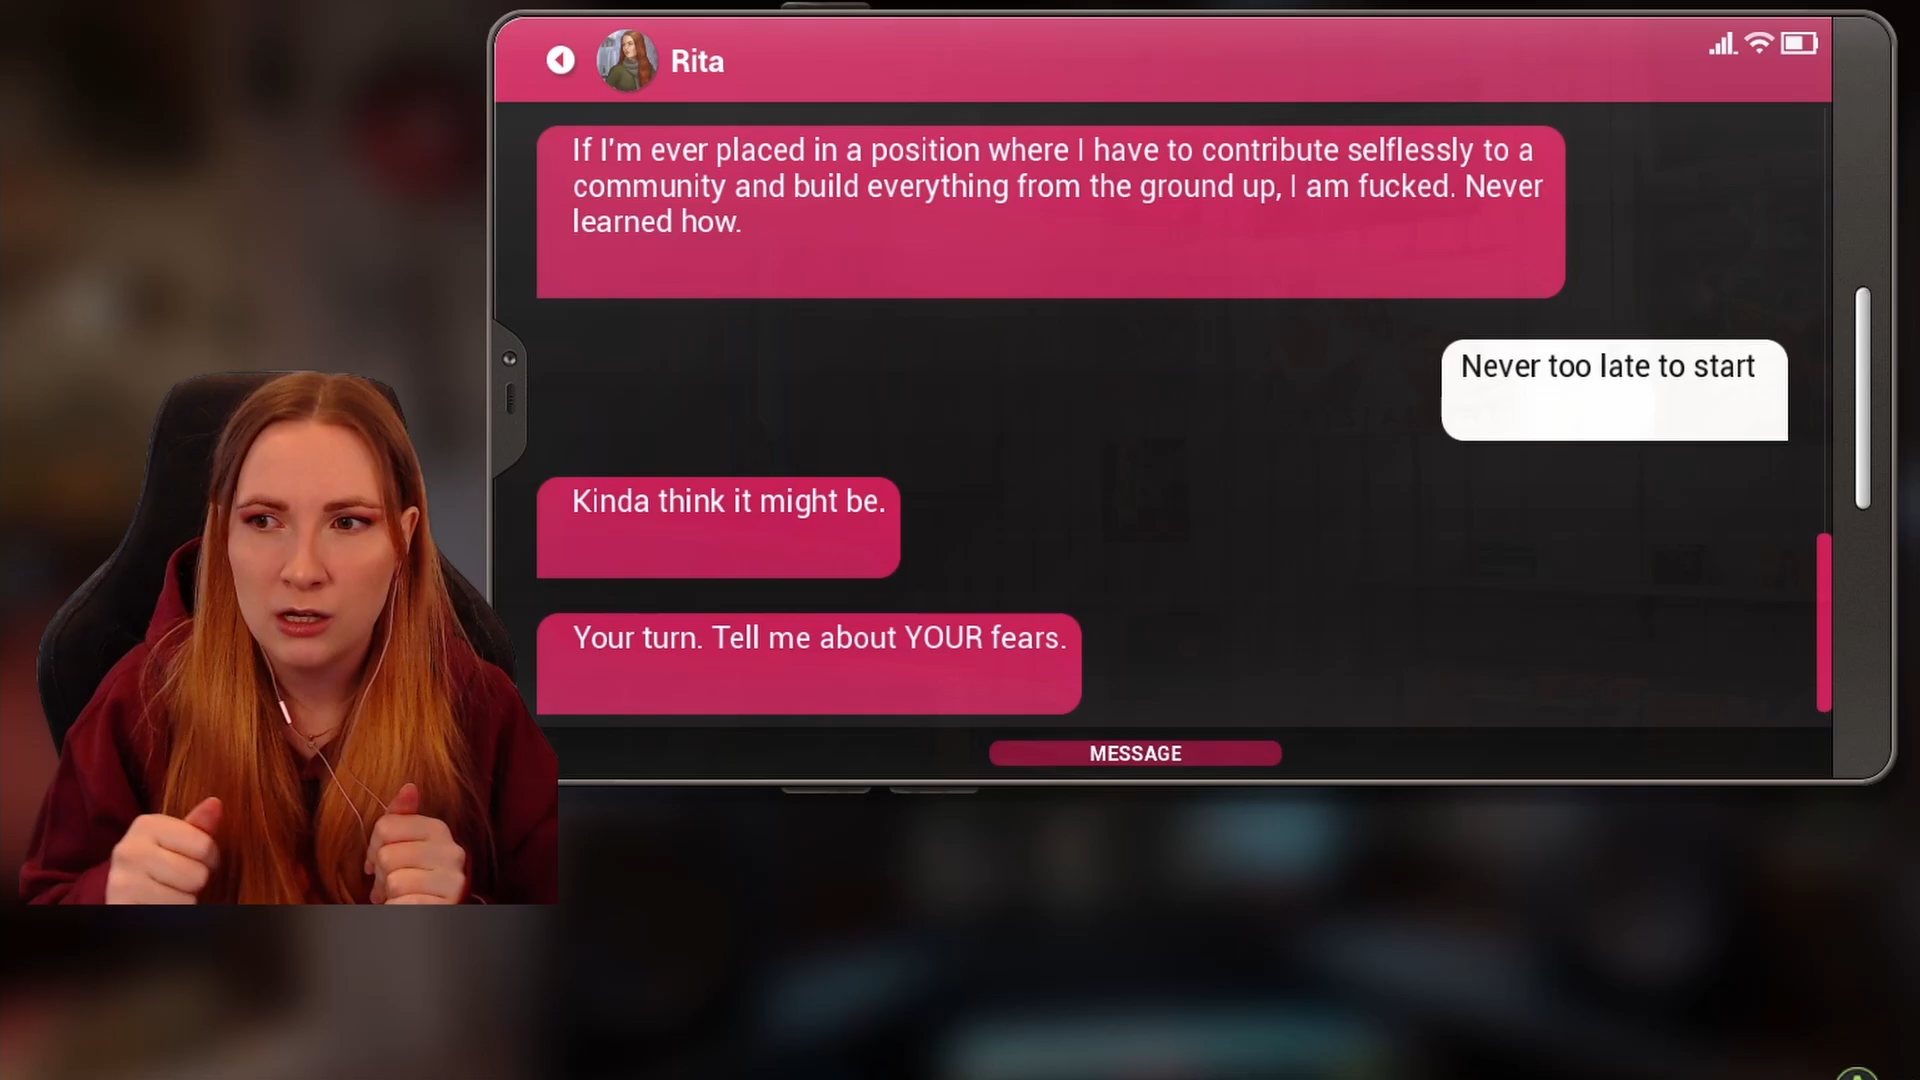 Rita
If I'm ever placed in a position where I have to contribute selflessly to a
community and build everything from the ground up, I am fucked. Never
learned how.
Never too late to start
Kinda think it might be.
Your turn. Tell me about YOUR fears.
MESSAGE